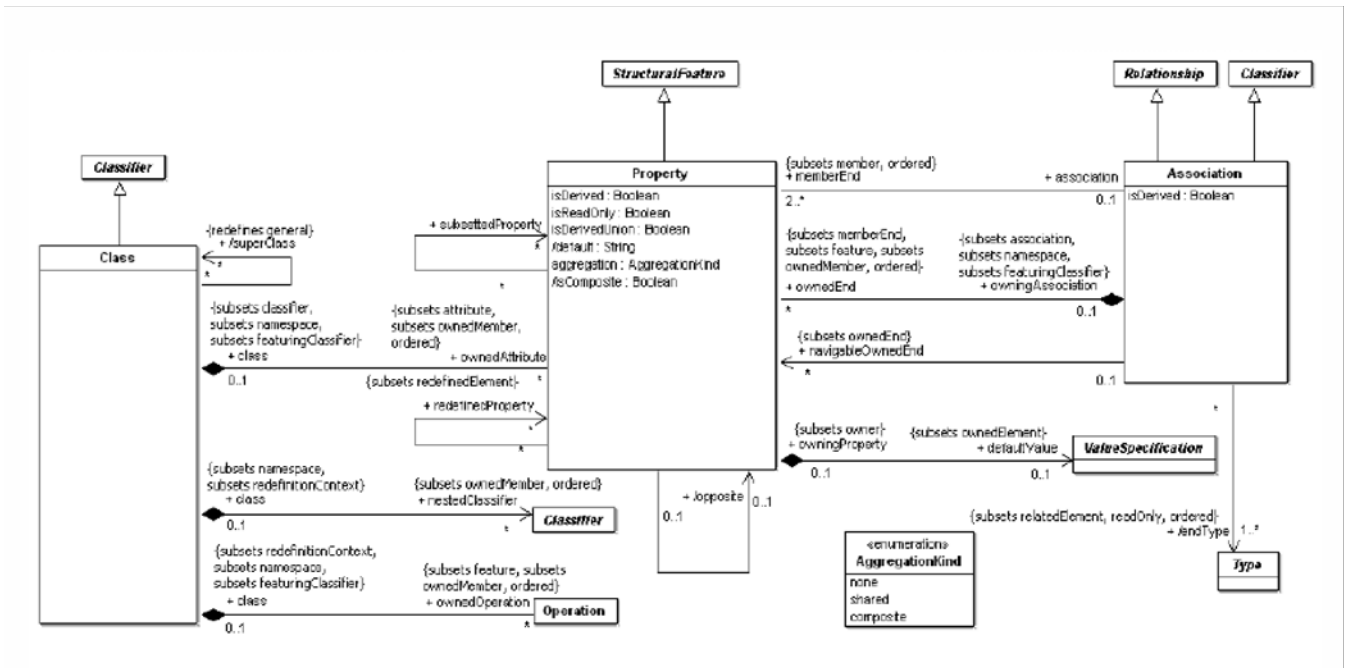 StructuralFeature
Relationship
Classifier
Classifier
Property
isDerived : Boolean
isReadOnly : Boolean
isDerivedUnion : Boolean
/default : String
aggregation : AggregationKind
/isComposite : Boolean
{subsets member, ordered}
+ memberEnd
2..*
+ association
0..1
Association
isDerived : Boolean
Class
{redefines general}
+ /superClass
*
*
+ subsettedProperty
*
*
{subsets memberEnd,
subsets feature, subsets
ownedMember, ordered}
+ ownedEnd
*
{subsets association,
subsets namespace,
subsets featuringClassifier}
+ owningAssociation
0..1
{subsets classifier,
subsets namespace,
subsets featuringClassifier}
+ class
0..1
{subsets attribute,
subsets ownedMember,
ordered}
+ ownedAttribute
*
{subsets ownedEnd}
+ navigableOwnedEnd
*
0..1
{subsets redefinedElement}
+ redefinedProperty
*
*
{subsets owner}
+ owningProperty
0..1
{subsets ownedElement}
+ defaultValue
0..1
ValueSpecification
*
{subsets namespace,
subsets redefinitionContext}
+ class
0..1
{subsets ownedMember, ordered}
+ nestedClassifier
*
Classifier
+ /opposite
0..1
0..1
{subsets relatedElement, readOnly, ordered}
+ /endType
1..*
Type
«enumeration»
AggregationKind
none
shared
composite
{subsets redefinitionContext,
subsets namespace,
subsets featuringClassifier}
+ class
0..1
{subsets feature, subsets
ownedMember, ordered}
+ ownedOperation
*
Operation